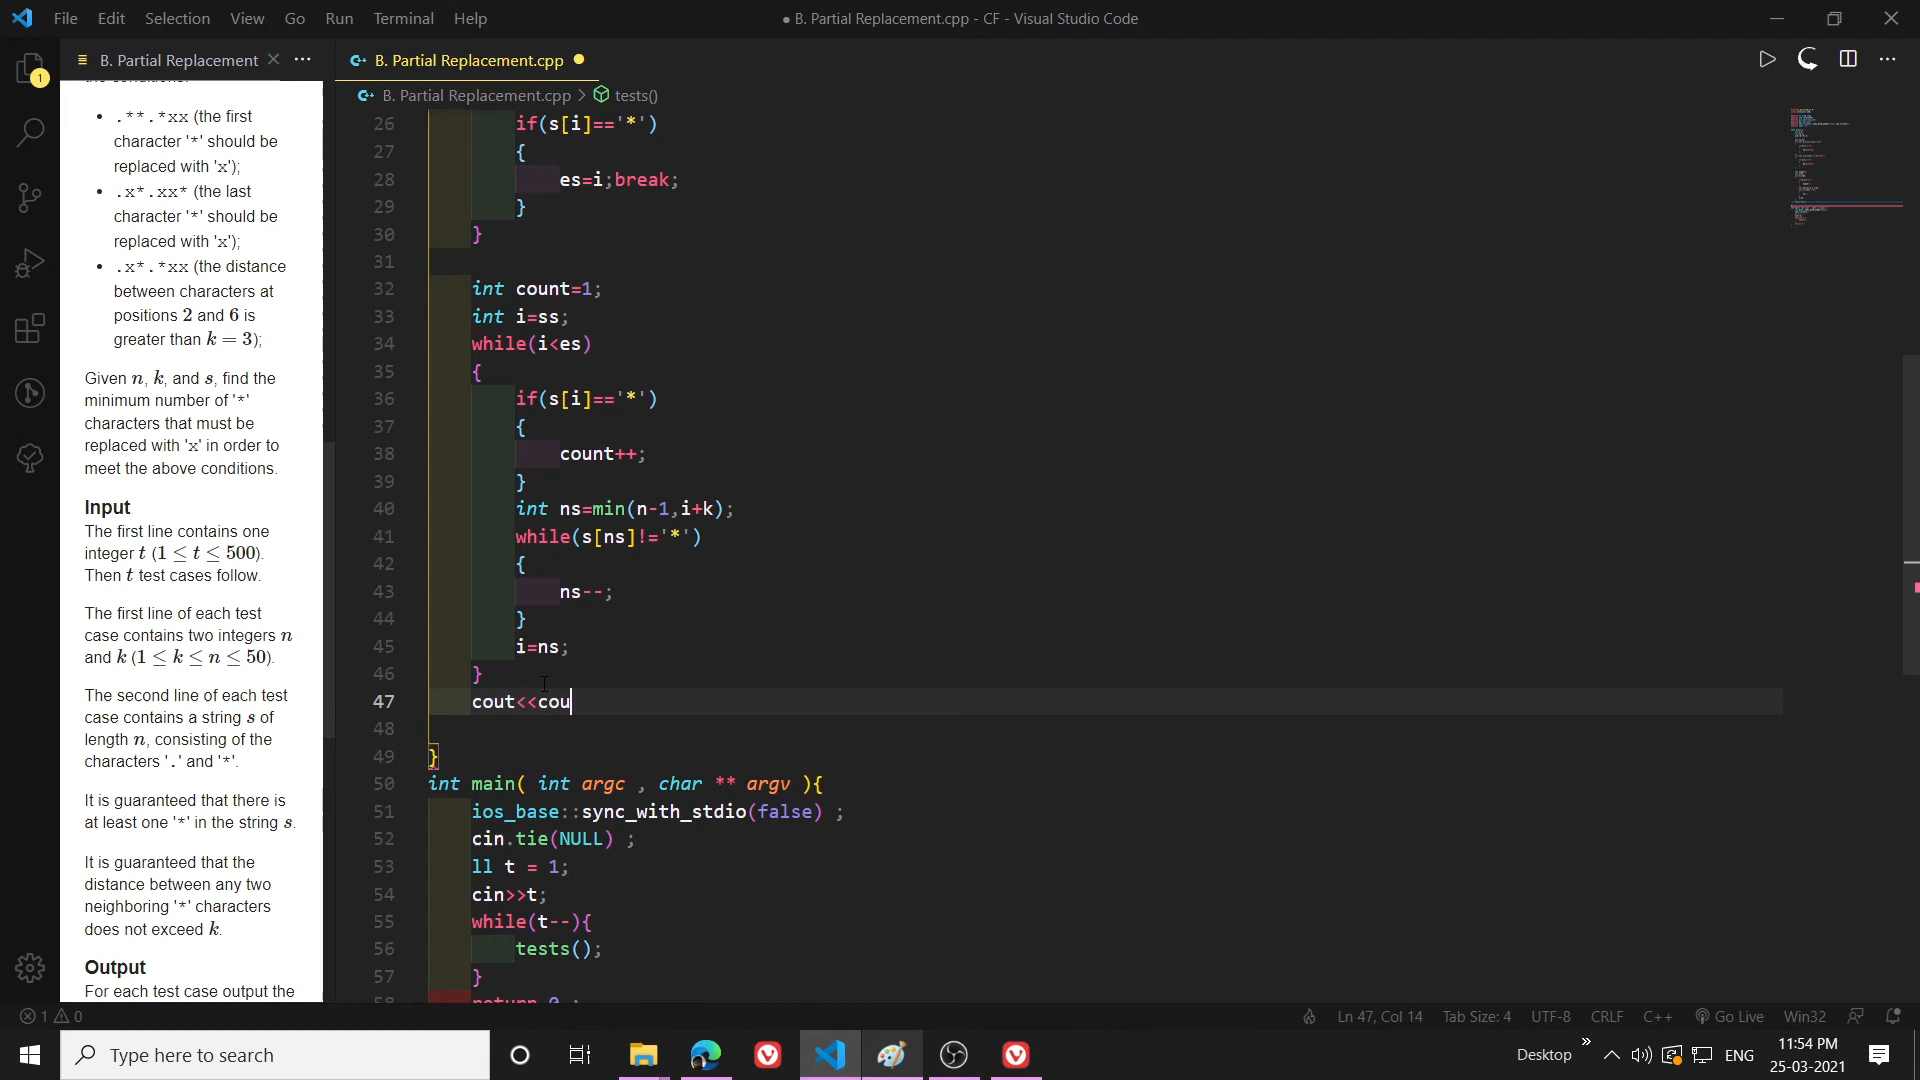 File Edit Selection View Go Run Terminal Help
● B. Partial Replacement.cpp - CF - Visual Studio Code
B. Partial Replacement
B. Partial Replacement.cpp
B. Partial Replacement.cpp > tests()
1
• .**.*xx (the first
character '*' should be
replaced with 'x');
• .x*.xx* (the last
character '*' should be
replaced with 'x');
• .x*.*xx (the distance
between characters at
positions 2 and 6 is
greater than k = 3);
Given n, k, and s, find the
minimum number of '*'
characters that must be
replaced with 'x' in order to
meet the above conditions.
Input
The first line contains one
integer t (1 ≤ t ≤ 500).
Then t test cases follow.
The first line of each test
case contains two integers n
and k (1 ≤ k ≤ n ≤ 50).
The second line of each test
case contains a string s of
length n, consisting of the
characters '.' and '*'.
It is guaranteed that there is
at least one '*' in the string s.
It is guaranteed that the
distance between any two
neighboring '*' characters
does not exceed k.
Output
For each test case output the
26 if(s[i]=='*')
27 {
28 es=i;break;
29 }
30 }
31
32 int count=1;
33 int i=ss;
34 while(i<es)
35 {
36 if(s[i]=='*')
37 {
38 count++;
39 }
40 int ns=min(n-1,i+k);
41 while(s[ns]!='*')
42 {
43 ns--;
44 }
45 i=ns;
46 }
47 cout<<cou
48
49 }
50 int main( int argc , char ** argv ){
51 ios_base::sync_with_stdio(false) ;
52 cin.tie(NULL) ;
53 ll t = 1;
54 cin>>t;
55 while(t--){
56 tests();
57 }
58 return 0 ;
1 0
Ln 47, Col 14 Tab Size: 4 UTF-8 CRLF C++ Go Live Win32
Type here to search
Desktop » ENG
11:54 PM
25-03-2021